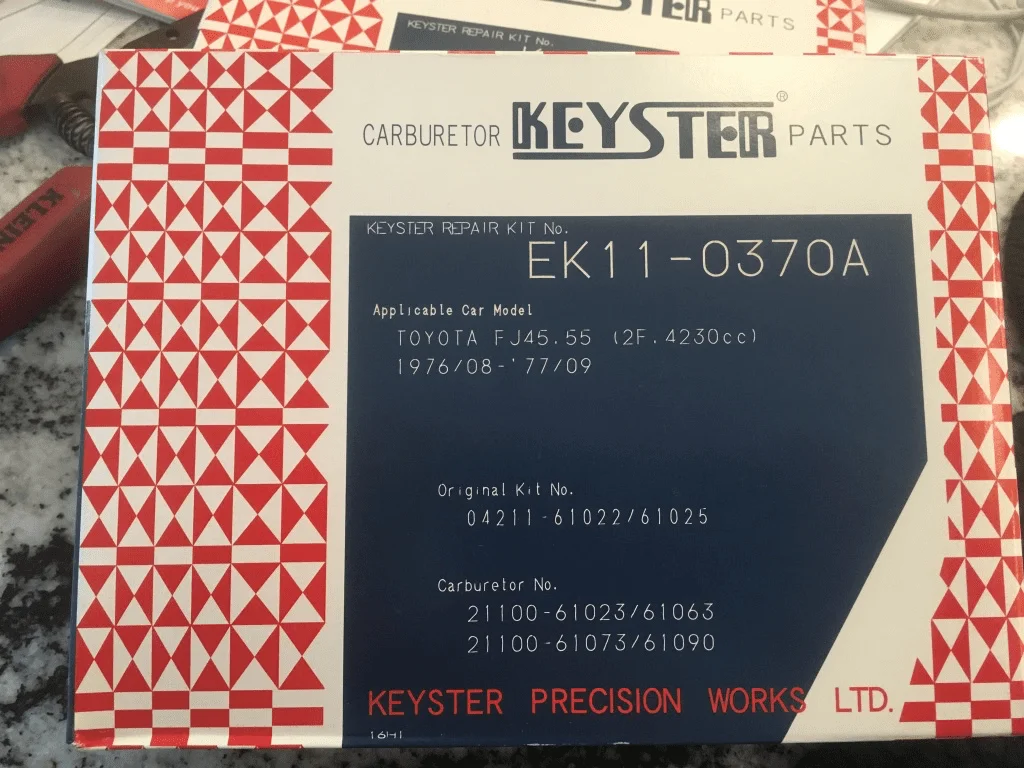 KEYSTER PARTS
KEYSTER REPAIR KIT No.
CARBURETOR KEYSTER® PARTS
KEYSTER REPAIR KIT No.
EK11-0370A
Applicable Car Model
TOYOTA FJ45.55 (2F.4230cc)
1976/08-'77/09
Original Kit No.
04211-61022/61025
Carburetor No.
21100-61023/61063
21100-61073/61090
KEYSTER PRECISION WORKS LTD.
16H1
KLEIN